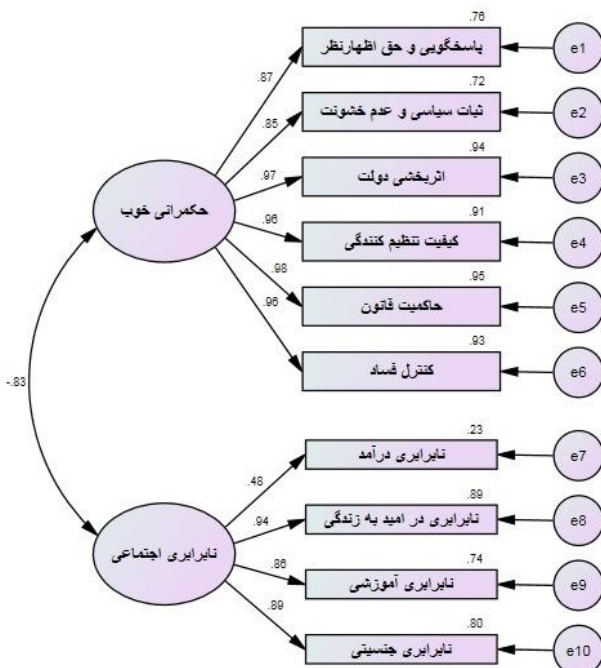 .76
پاسخگویی و حق اظهارنظر
e1
.87
.72
ثبات سیاسی و عدم خشونت
e2
.85
.94
اثربخشی دولت
e3
.97
حکمرانی خوب
.91
کیفیت تنظیم کنندگی
e4
.96
.95
حاکمیت قانون
e5
.98
.93
کنترل فساد
e6
.96
-.83
.23
نابرابری درآمد
e7
.48
.89
نابرابری در امید به زندگی
e8
.94
نابرابری اجتماعی
.74
نابرابری آموزشی
e9
.86
.80
نابرابری جنسیتی
e10
.89